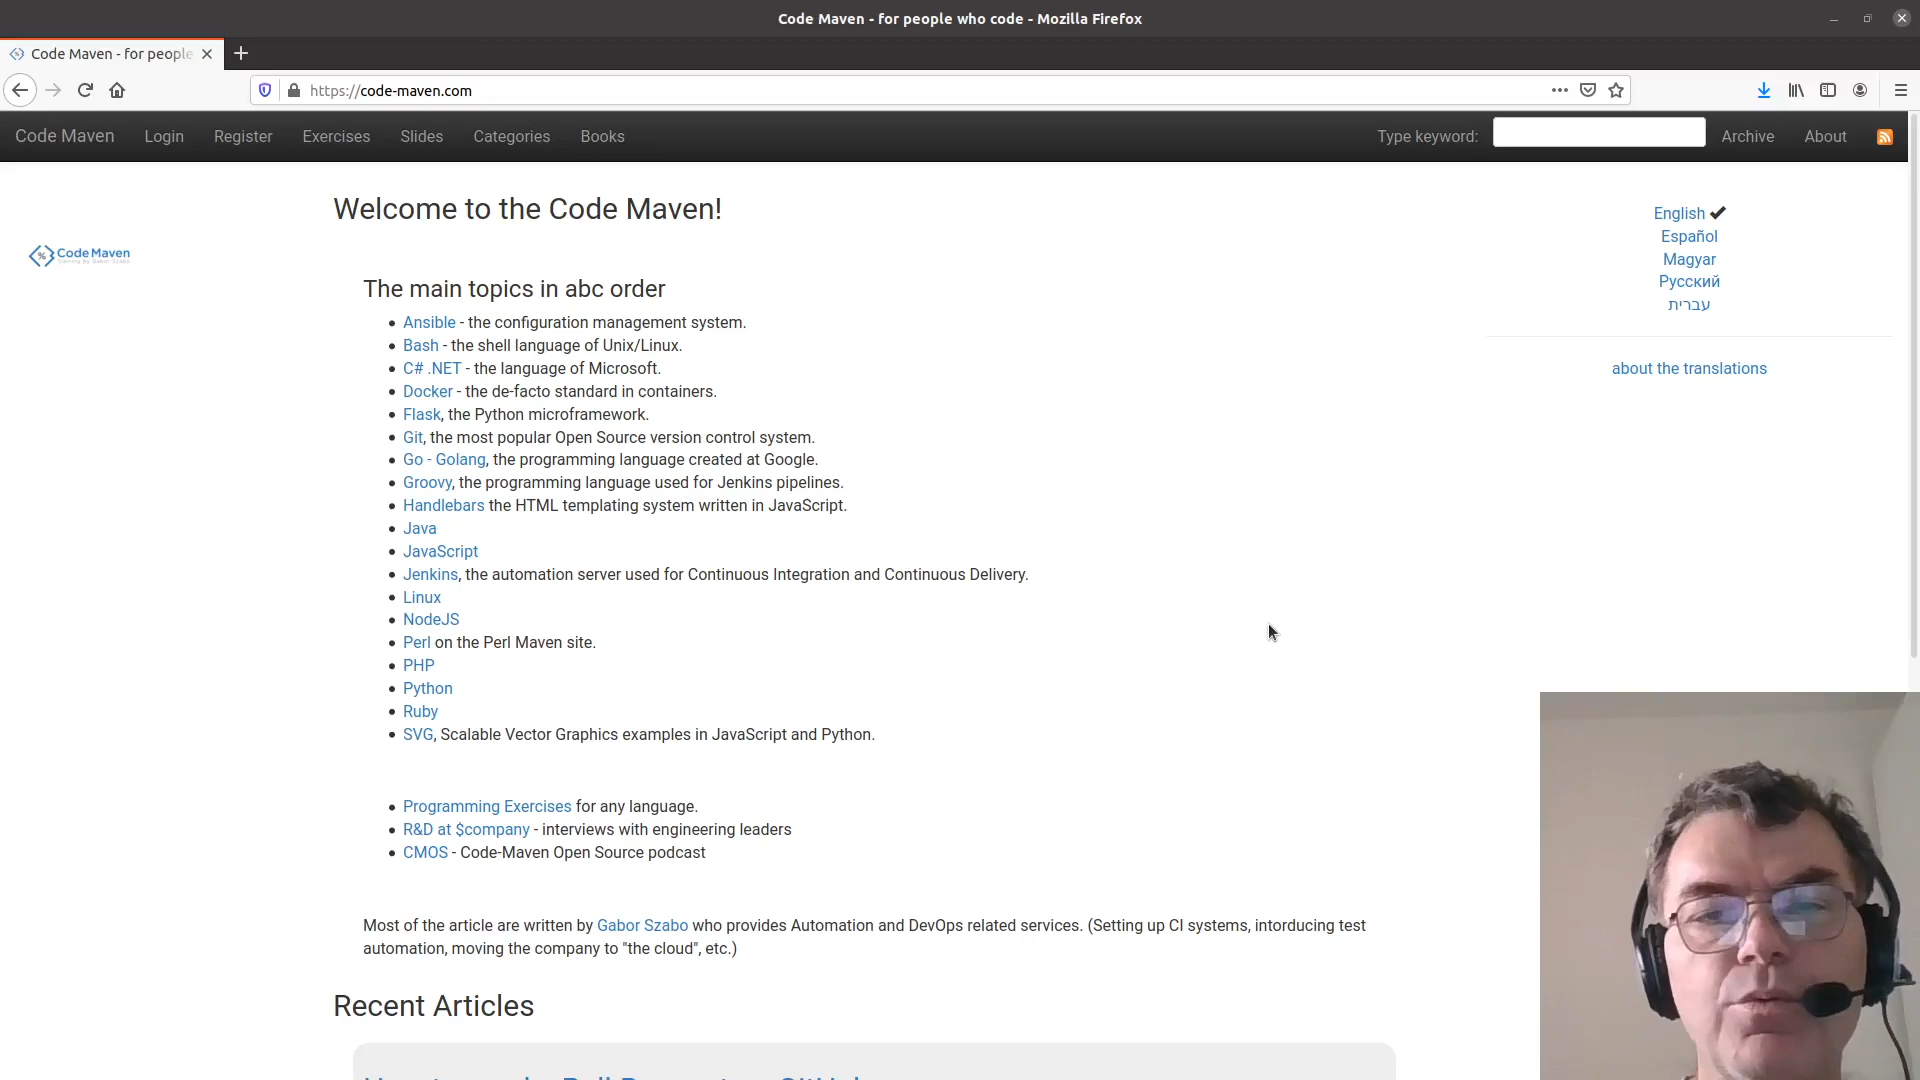 Code Maven - for people who code - Mozilla Firefox
Code Maven - for people
https://code-maven.com
Code Maven Login Register Exercises Slides Categories Books Type keyword: Archive About
Welcome to the Code Maven!
Code Maven
Training By Gabor Szabo
English
Español
Magyar
Русский
עברית
about the translations
The main topics in abc order
Ansible - the configuration management system.
Bash - the shell language of Unix/Linux.
C# .NET - the language of Microsoft.
Docker - the de-facto standard in containers.
Flask, the Python microframework.
Git, the most popular Open Source version control system.
Go - Golang, the programming language created at Google.
Groovy, the programming language used for Jenkins pipelines.
Handlebars the HTML templating system written in JavaScript.
Java
JavaScript
Jenkins, the automation server used for Continuous Integration and Continuous Delivery.
Linux
NodeJS
Perl on the Perl Maven site.
PHP
Python
Ruby
SVG, Scalable Vector Graphics examples in JavaScript and Python.
Programming Exercises for any language.
R&D at $company - interviews with engineering leaders
CMOS - Code-Maven Open Source podcast
Most of the article are written by Gabor Szabo who provides Automation and DevOps related services. (Setting up CI systems, intorducing test
automation, moving the company to "the cloud", etc.)
Recent Articles